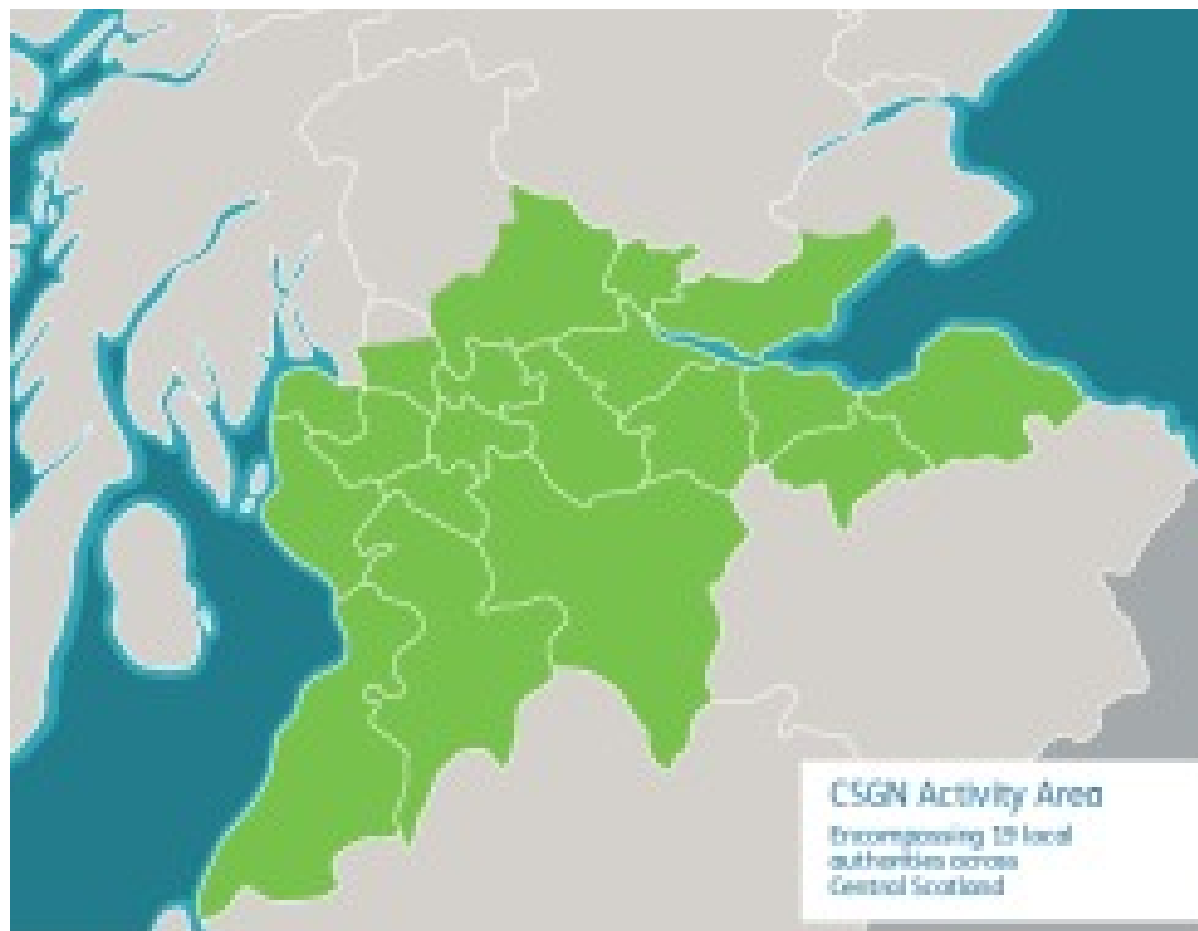 CSGN Activity Area
Encompassing 19 local
authorities across
Central Scotland